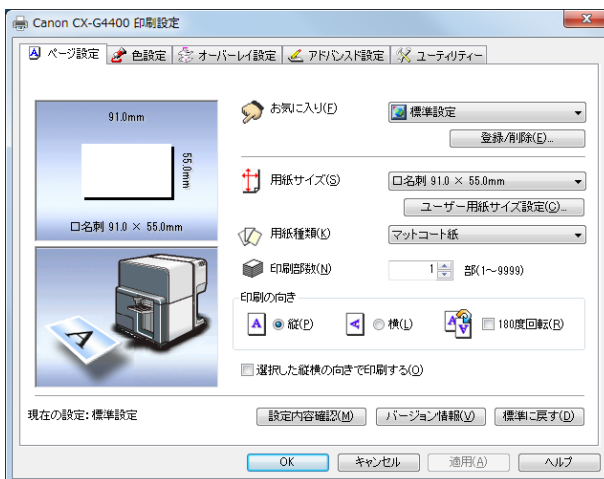 Canon CX-G4400 印刷設定
ページ設定 色設定 オーバーレイ設定 アドバンスド設定 ユーティリティー
91.0mm
55.0mm
口名刺 91.0 × 55.0mm
お気に入り(F) 標準設定
登録/削除(E)...
用紙サイズ(S) 口名刺 91.0 × 55.0mm
ユーザー用紙サイズ設定(C)...
用紙種類(K) マットコート紙
印刷部数(N) 1 部(1~9999)
印刷の向き
A 縦(P) A 横(L) A A 180度回転(R)
選択した縦横の向きで印刷する(O)
A
現在の設定: 標準設定 設定内容確認(M) バージョン情報(V) 標準に戻す(D)
OK キャンセル 適用(A) ヘルプ